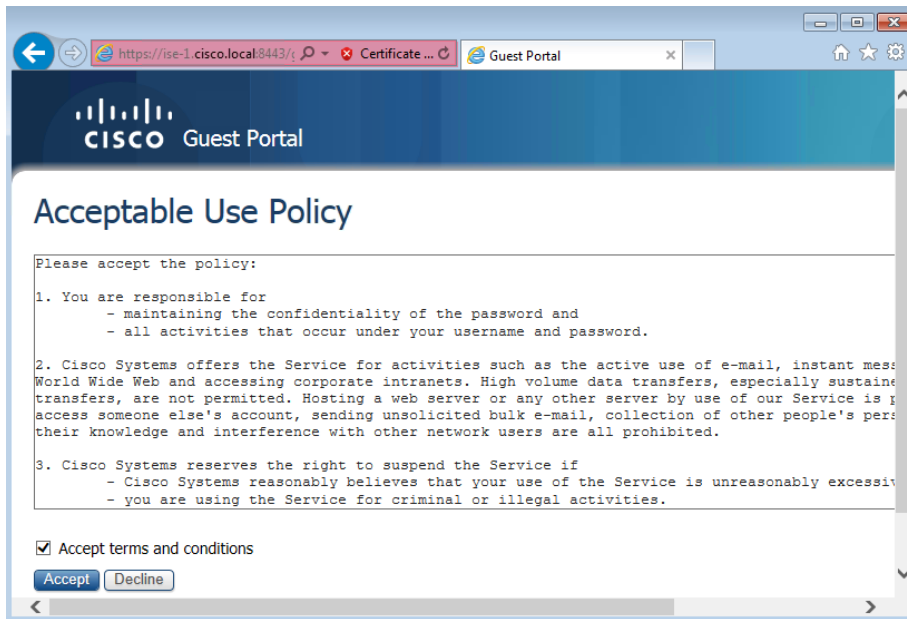 https://ise-1.cisco.local:8443/ Certificate ... Guest Portal
CISCO Guest Portal
Acceptable Use Policy
Please accept the policy:
1. You are responsible for
- maintaining the confidentiality of the password and
- all activities that occur under your username and password.
2. Cisco Systems offers the Service for activities such as the active use of e-mail, instant
World Wide Web and accessing corporate intranets. High volume data transfers, especially
transfers, are not permitted. Hosting a web server or any other server by use of our Service is
access someone else's account, sending unsolicited bulk e-mail, collection of other people's
their knowledge and interference with other network users are all prohibited.
3. Cisco Systems reserves the right to suspend the Service if
- Cisco Systems reasonably believes that your use of the Service is unreasonably
- you are using the Service for criminal or illegal activities.
Accept terms and conditions
Accept Decline